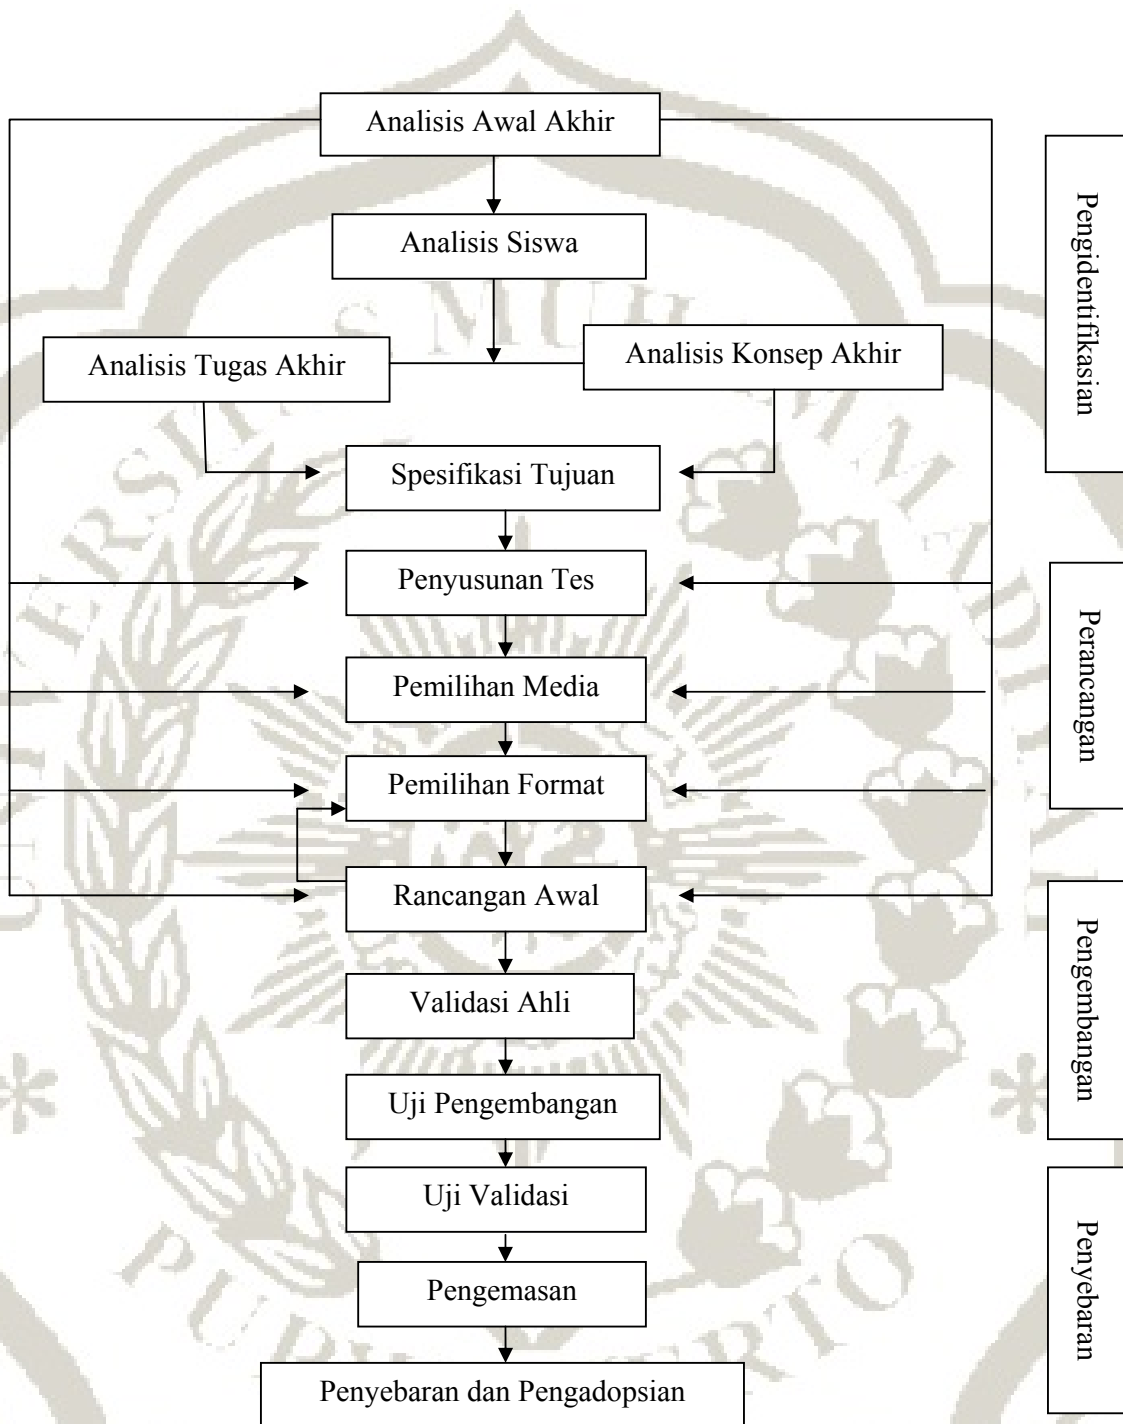 Analisis Awal Akhir
Analisis Siswa
Analisis Tugas Akhir
Analisis Konsep Akhir
Spesifikasi Tujuan
Penyusunan Tes
Pemilihan Media
Pemilihan Format
Rancangan Awal
Validasi Ahli
Uji Pengembangan
Uji Validasi
Pengemasan
Penyebaran dan Pengadopsian
Pengidentifikasian
Perancangan
Pengembangan
Penyebaran